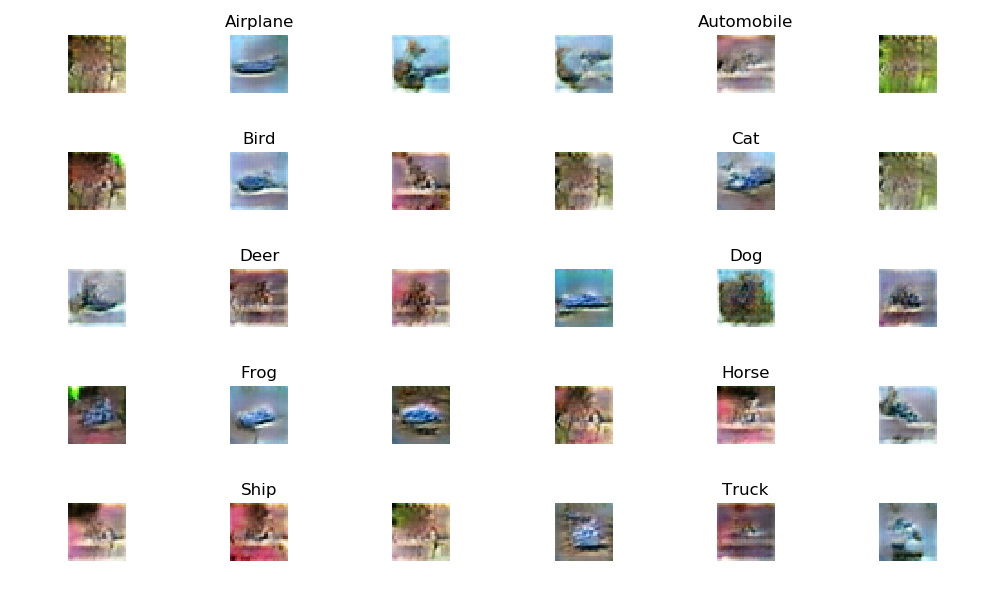 Airplane Automobile
Bird Cat
Deer Dog
Frog Horse
Ship Truck